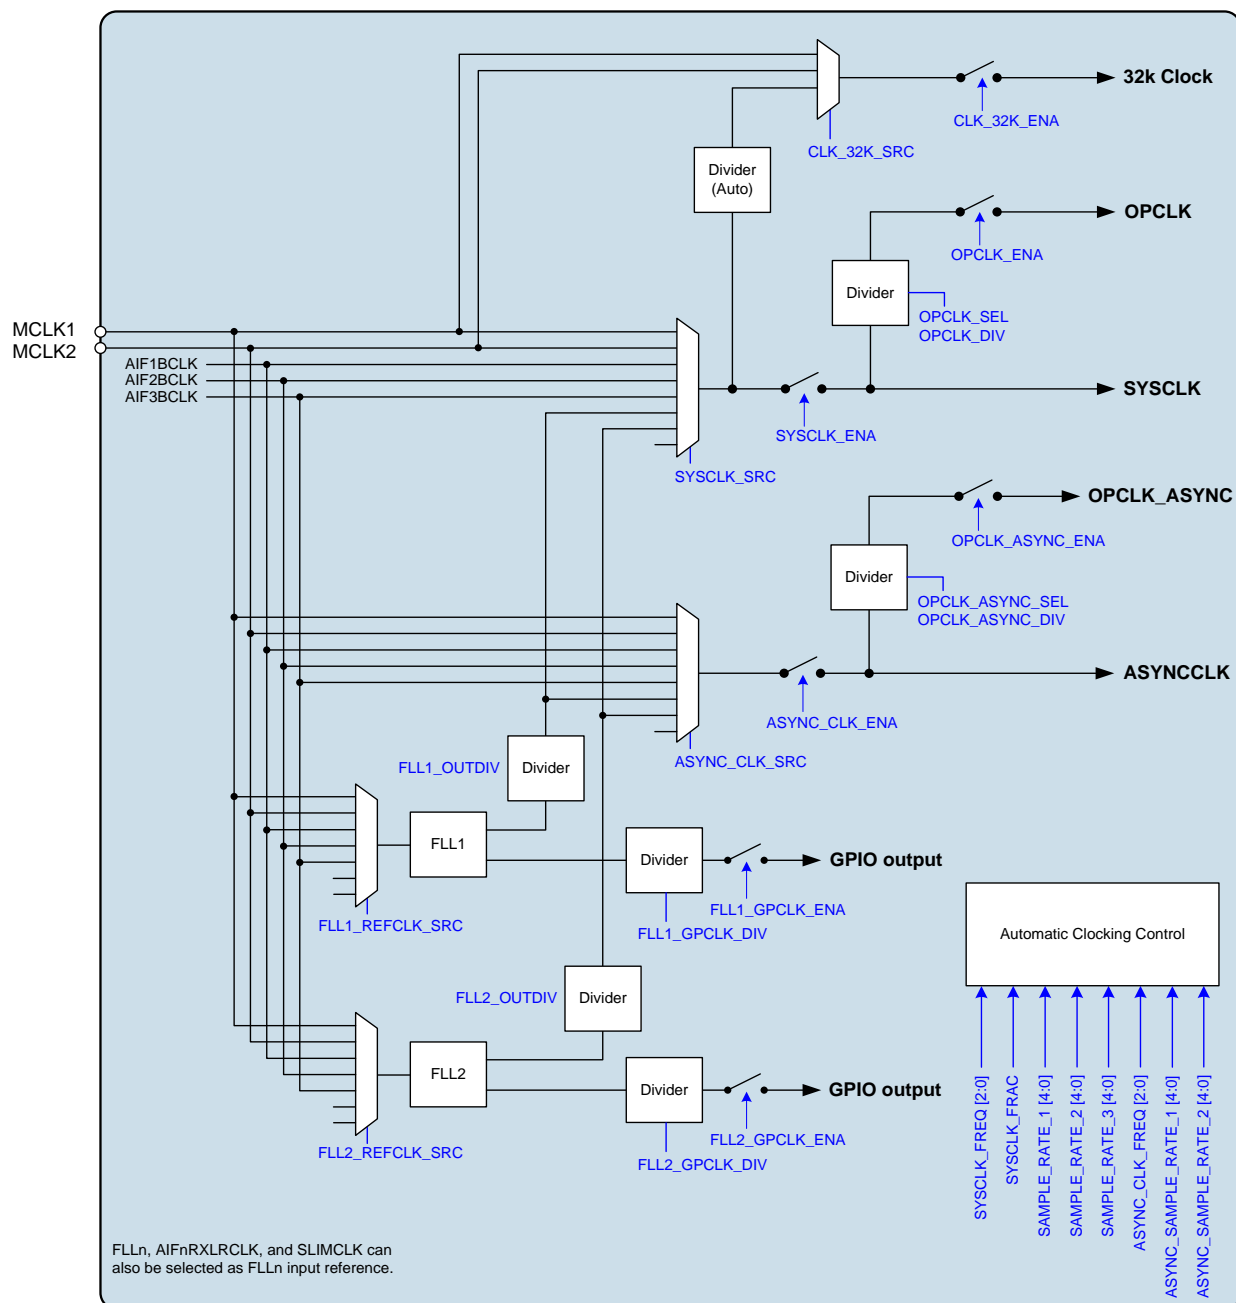 32k Clock
CLK_32K_ENA
CLK_32K_SRC
Divider
(Auto)
OPCLK
OPCLK_ENA
Divider
OPCLK_SEL
OPCLK_DIV
MCLK1
MCLK2
AIF1BCLK
AIF2BCLK
AIF3BCLK
SYSCLK
SYSCLK_ENA
SYSCLK_SRC
OPCLK_ASYNC
OPCLK_ASYNC_ENA
Divider
OPCLK_ASYNC_SEL
OPCLK_ASYNC_DIV
ASYNCCLK
ASYNC_CLK_ENA
ASYNC_CLK_SRC
FLL1_OUTDIV
Divider
FLL1
Divider
GPIO output
FLL1_REFCLK_SRC
FLL1_GPCLK_ENA
FLL1_GPCLK_DIV
Automatic Clocking Control
FLL2_OUTDIV
Divider
FLL2
Divider
GPIO output
FLL2_REFCLK_SRC
FLL2_GPCLK_ENA
FLL2_GPCLK_DIV
SYSCLK_FREQ [2:0]
SYSCLK_FRAC
SAMPLE_RATE_1 [4:0]
SAMPLE_RATE_2 [4:0]
SAMPLE_RATE_3 [4:0]
ASYNC_CLK_FREQ [2:0]
ASYNC_SAMPLE_RATE_1 [4:0]
ASYNC_SAMPLE_RATE_2 [4:0]
FLLn, AIFnRXLRCLK, and SLIMCLK can
also be selected as FLLn input reference.